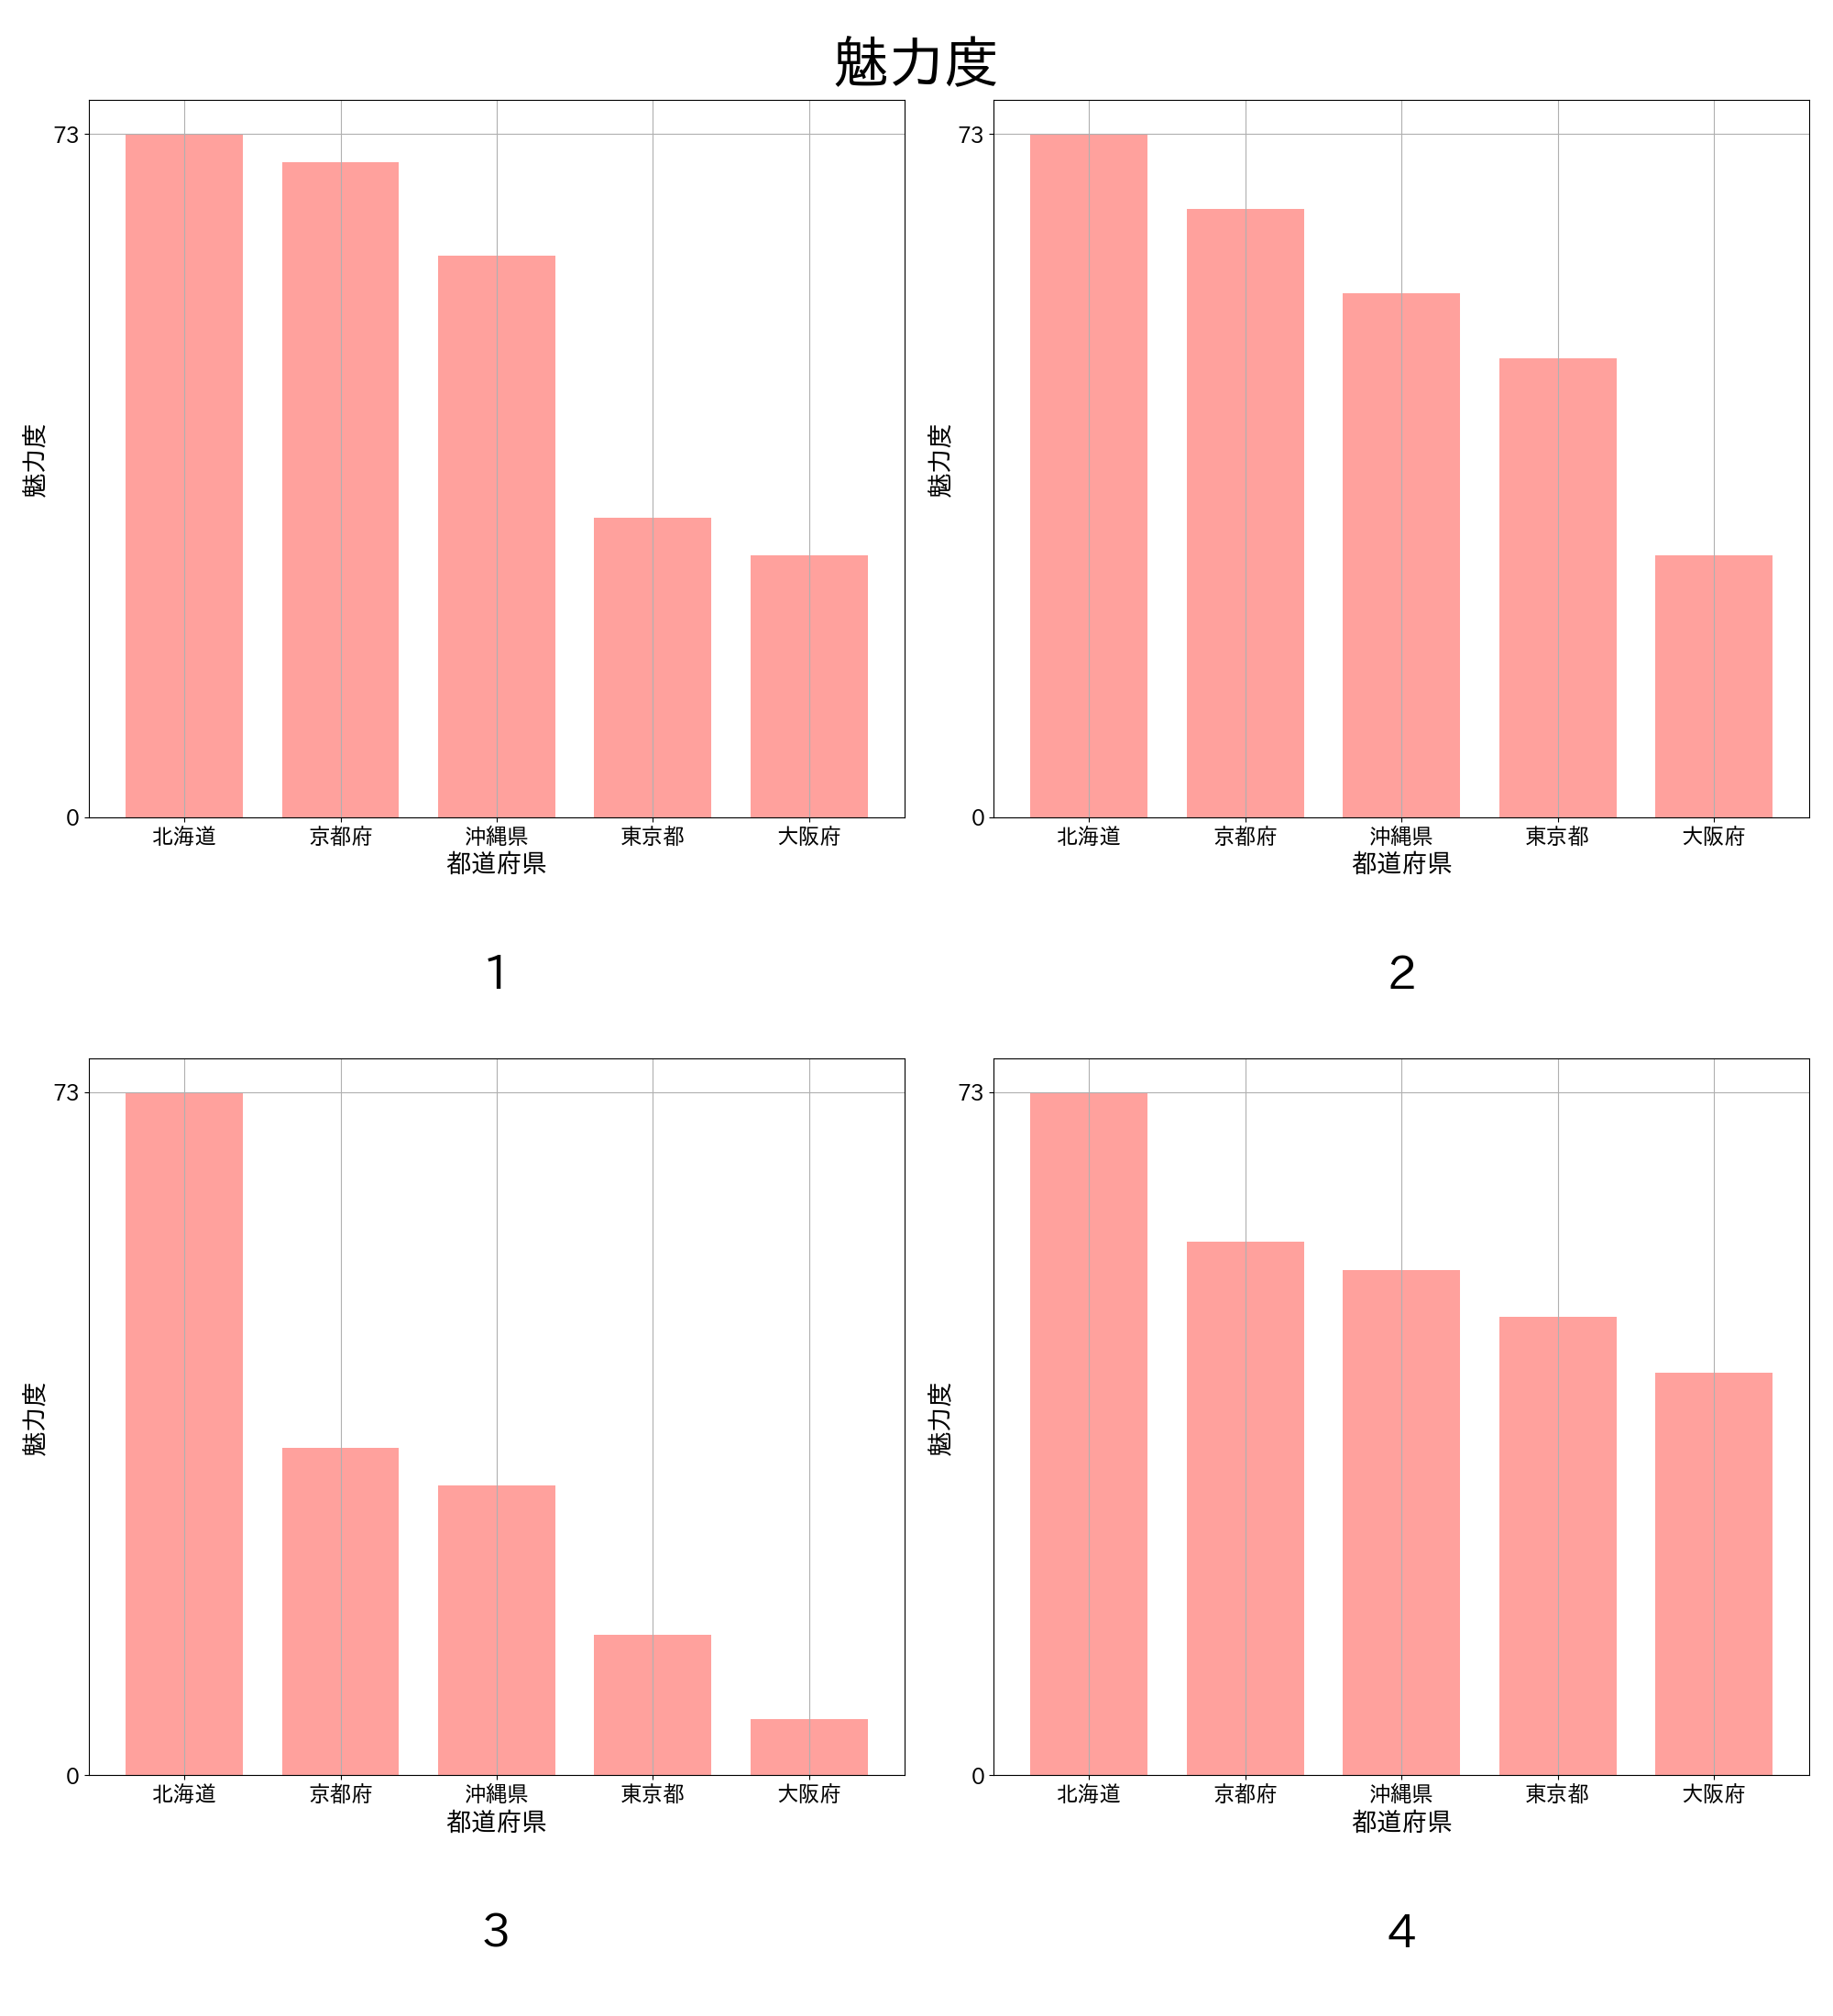 魅力度
73
0
魅力度
北海道 京都府 沖縄県 東京都 大阪府
都道府県
1
73
0
魅力度
北海道 京都府 沖縄県 東京都 大阪府
都道府県
2
73
0
魅力度
北海道 京都府 沖縄県 東京都 大阪府
都道府県
3
73
0
魅力度
北海道 京都府 沖縄県 東京都 大阪府
都道府県
4